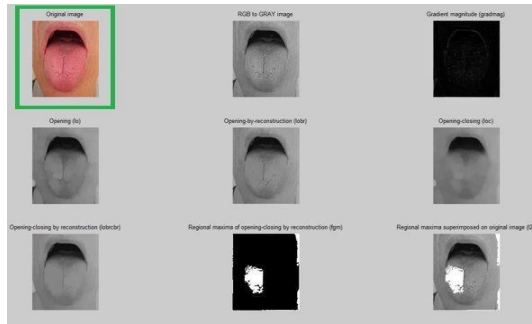 Original image
RGB to GRAY image
Gradient magnitude (gradmag)
Opening (Io)
Opening-by-reconstruction (Iobr)
Opening-closing (Ioc)
Opening-closing by reconstruction (Iobrcbr)
Regional maxima of opening-closing by reconstruction (fgm)
Regional maxima superimposed on original image (I2